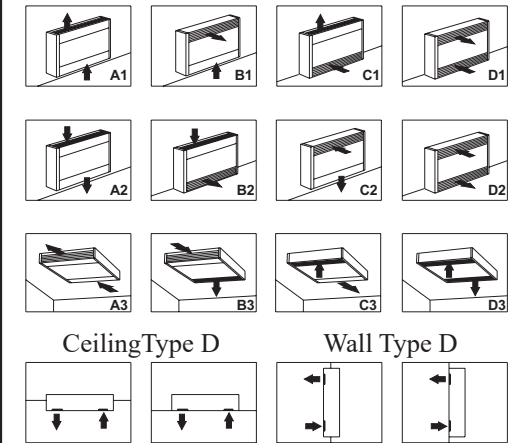 A1 B1 C1 D1
A2 B2 C2 D2
A3 B3 C3 D3
CeilingType D Wall Type D